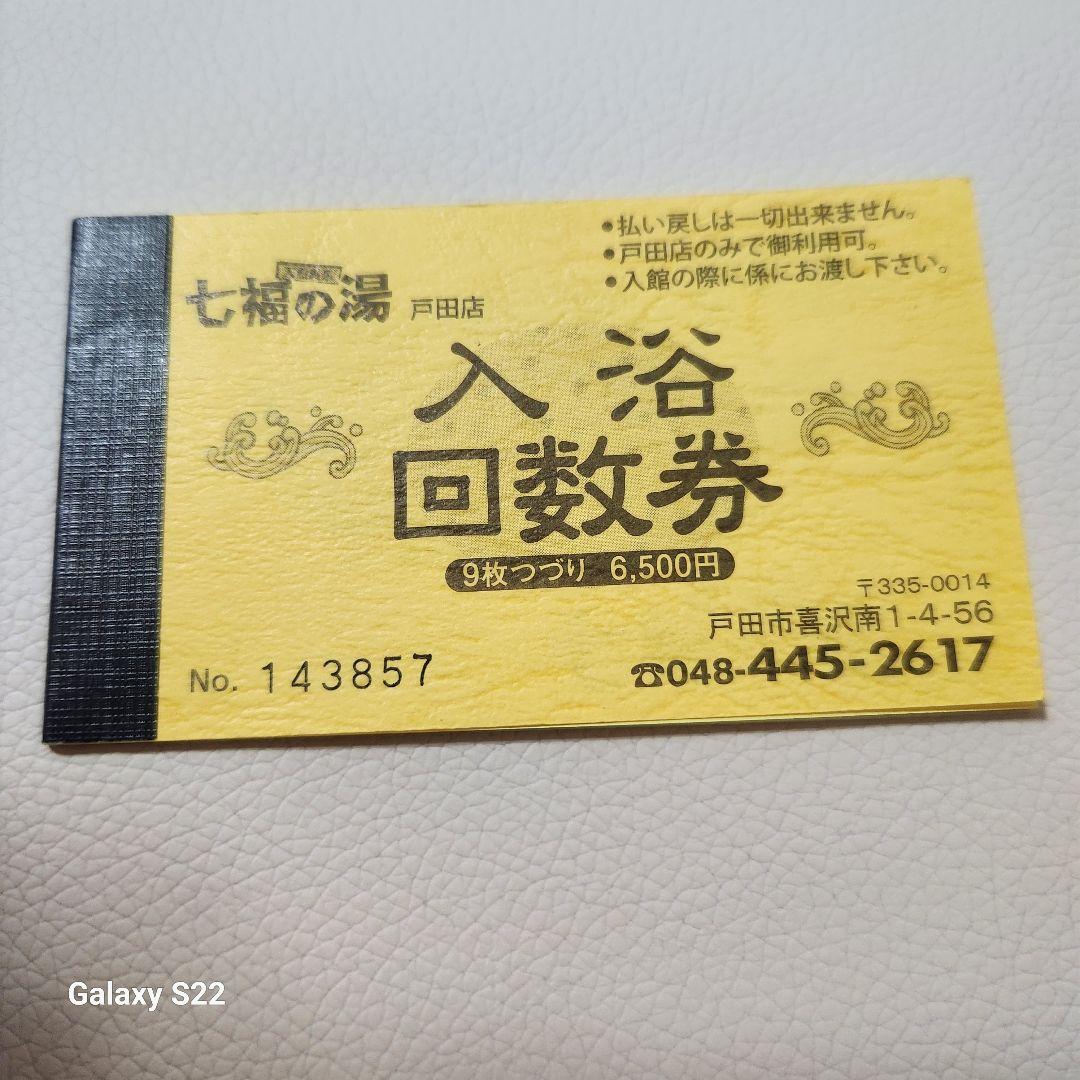 •払い戻しは一切出来ません。
•戸田店のみで御利用可。
•入館の際に係にお渡し下さい。
七福の湯 戸田店
入浴
回数券
9枚つづり 6,500円
〒335-0014
戸田市喜沢南1-4-56
☎048-445-2617
No. 143857
Galaxy S22